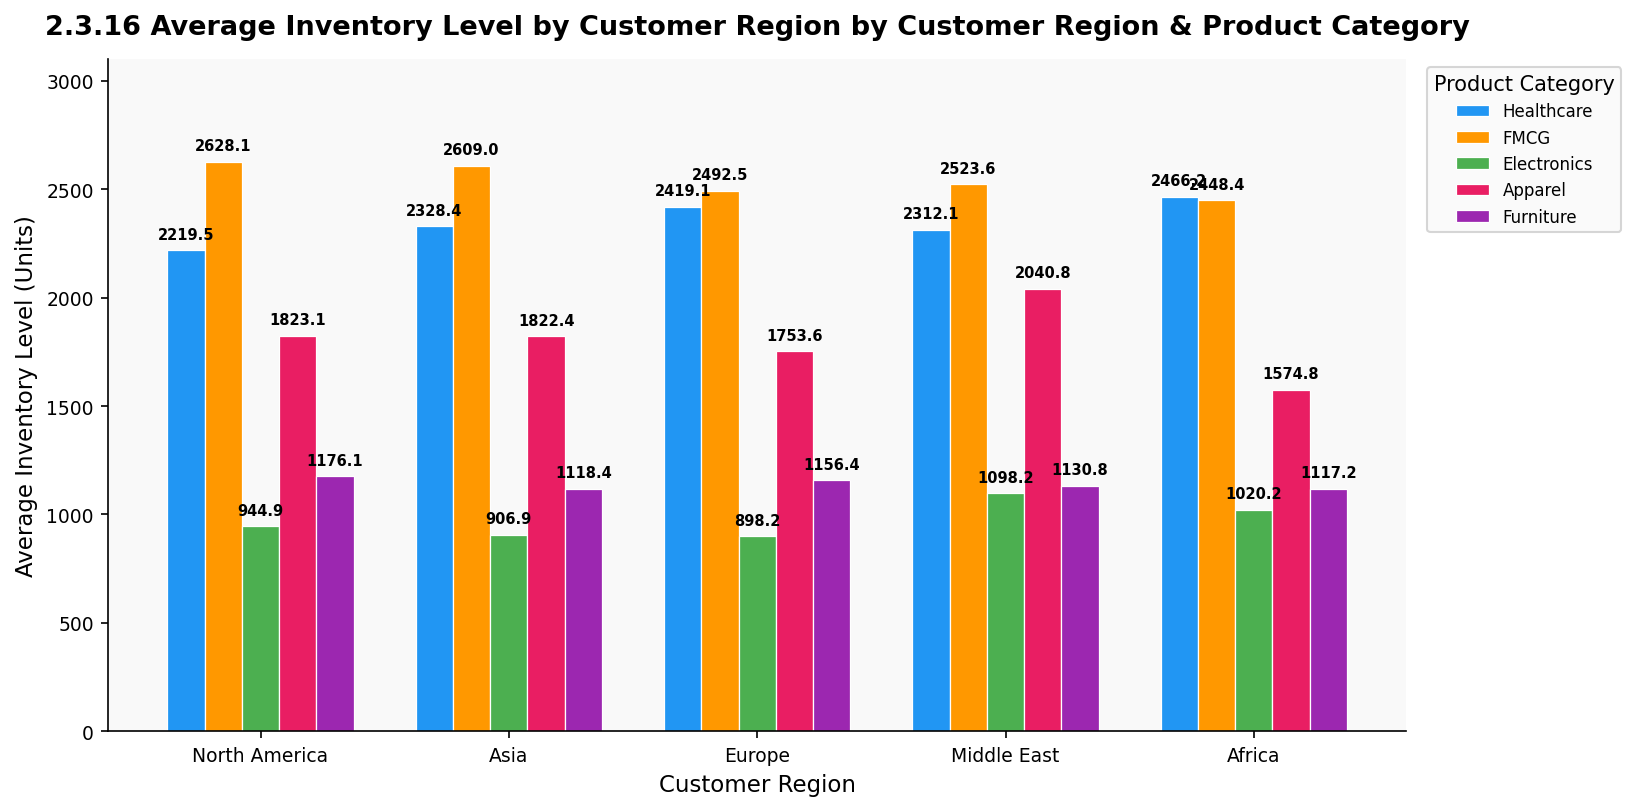 2.3.16 Average Inventory Level by Customer Region by Customer Region & Product Category
Average Inventory Level (Units)
3000
2500
2000
1500
1000
500
0
2219.5
2628.1
944.9
1823.1
1176.1
2328.4
2609.0
906.9
1822.4
1118.4
2419.1
2492.5
898.2
1753.6
1156.4
2312.1
2523.6
1098.2
2040.8
1130.8
2466.2
2448.4
1020.2
1574.8
1117.2
North America
Asia
Europe
Middle East
Africa
Customer Region
Product Category
Healthcare
FMCG
Electronics
Apparel
Furniture